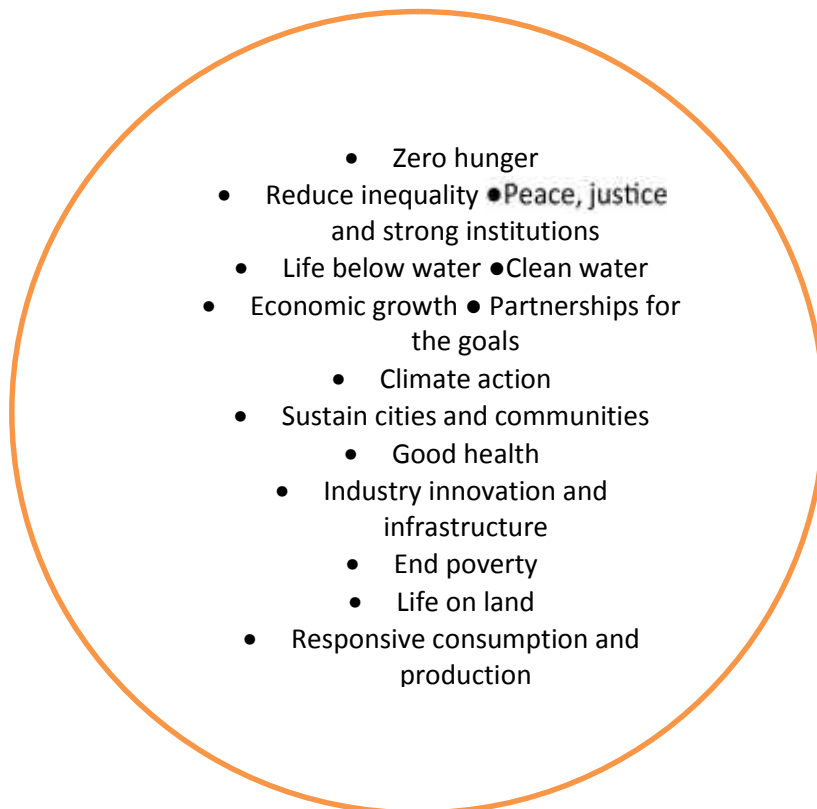 • Zero hunger
• Reduce inequality ●Peace, justice
and strong institutions
• Life below water ●Clean water
• Economic growth ● Partnerships for
the goals
• Climate action
• Sustain cities and communities
• Good health
• Industry innovation and
infrastructure
• End poverty
• Life on land
• Responsive consumption and
production